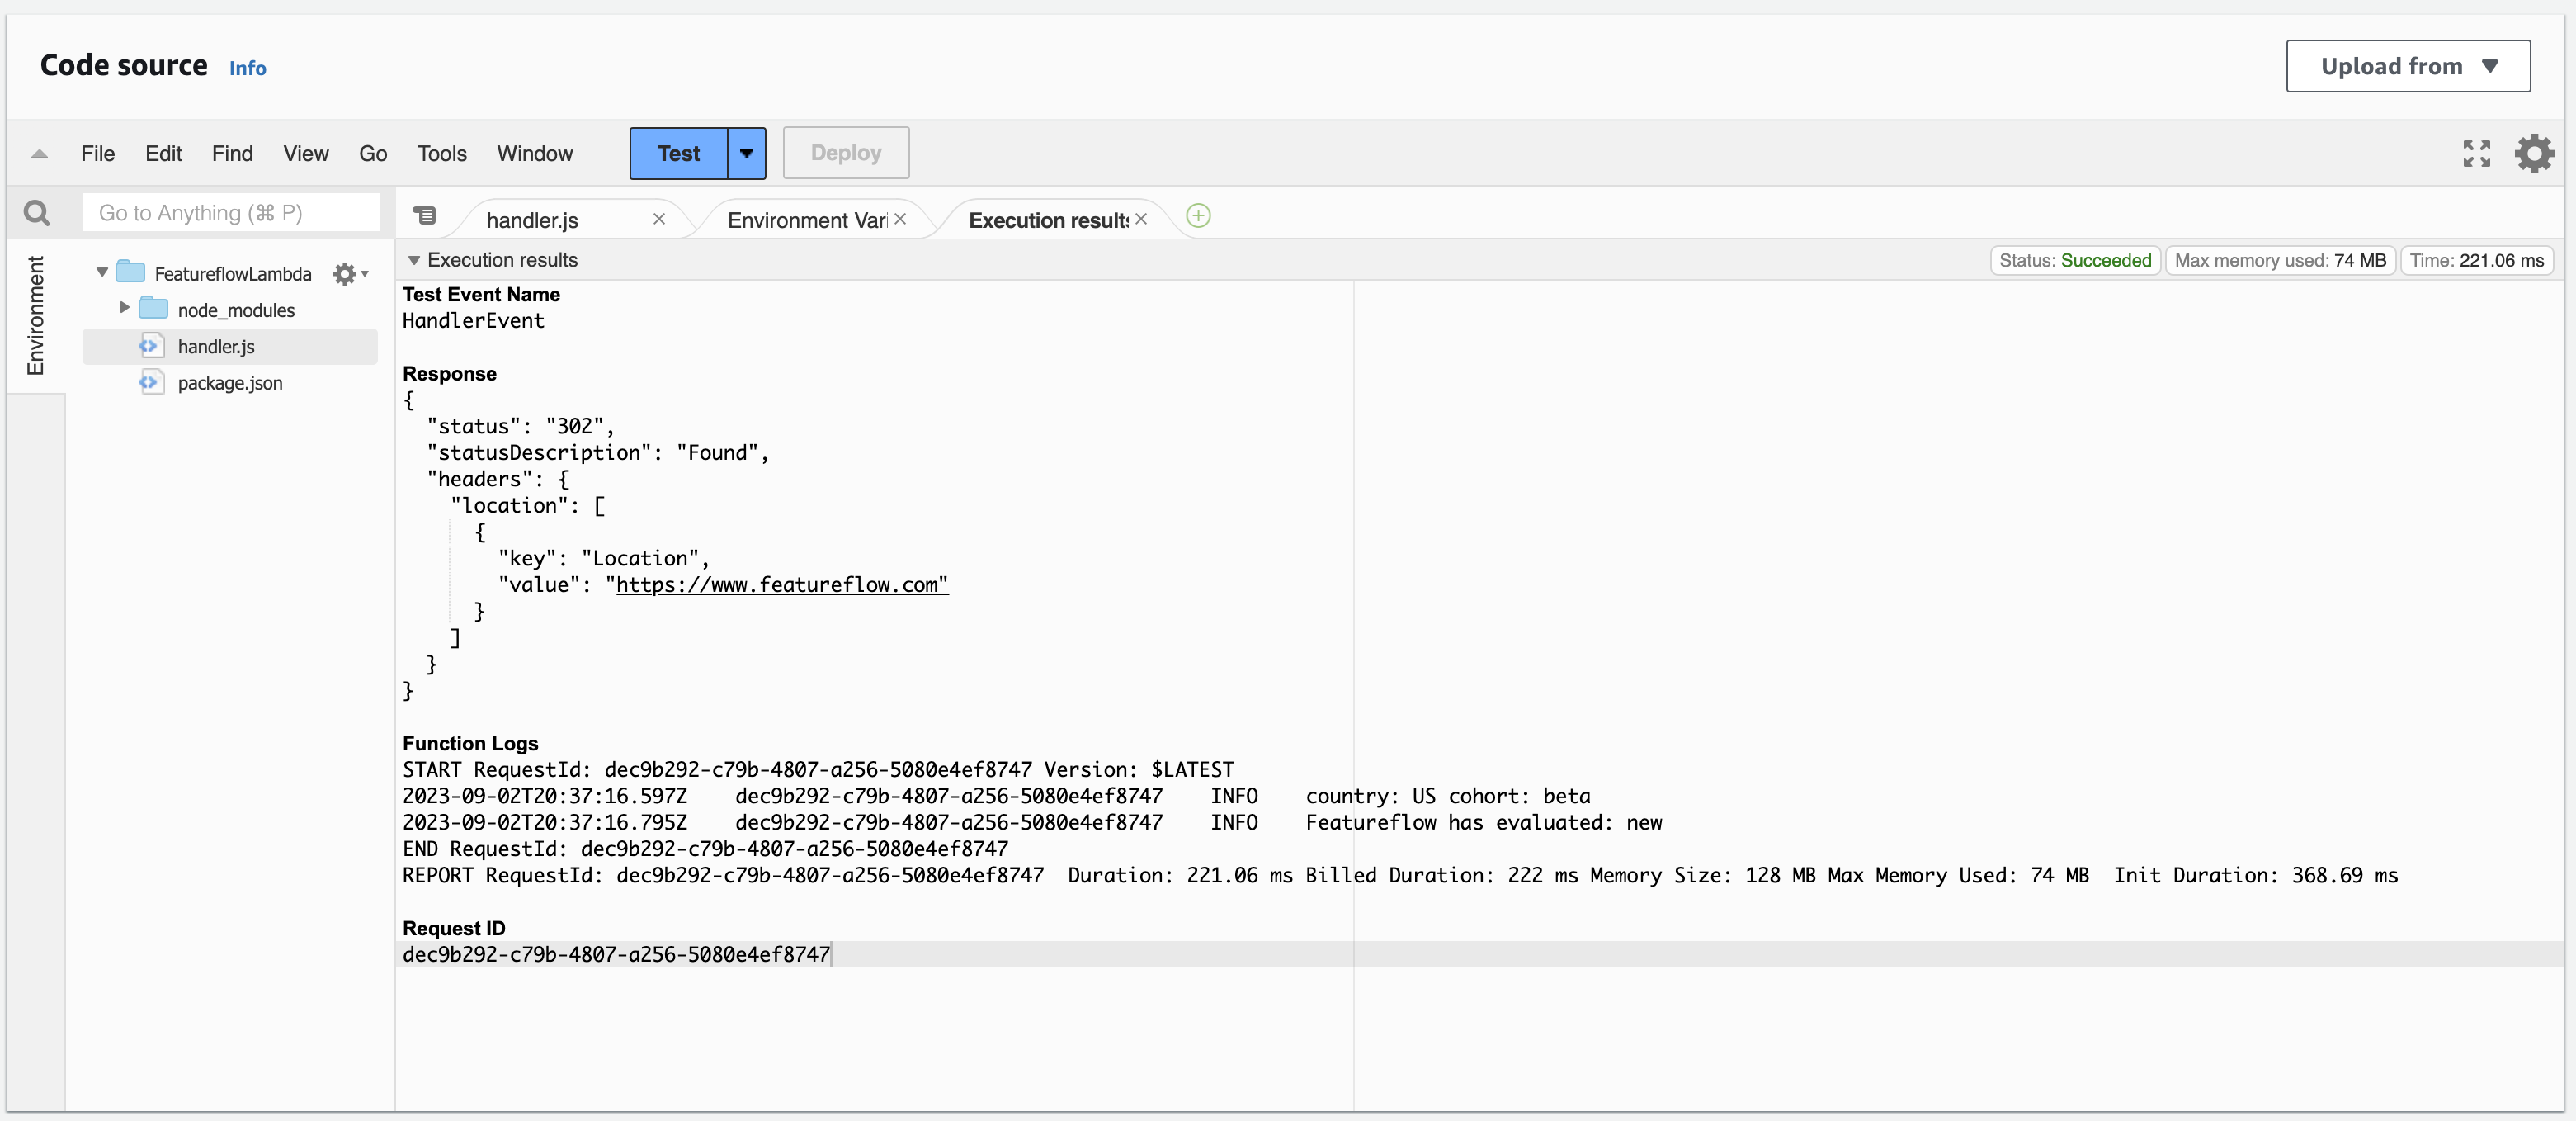 Code source Info
Upload from
File Edit Find View Go Tools Window Test Deploy
Go to Anything (⌘ P)
handler.js
Environment Vari
Execution results
Environment
FeatureflowLambda
node_modules
handler.js
package.json
Execution results
Status: Succeeded Max memory used: 74 MB Time: 221.06 ms
Test Event Name
HandlerEvent
Response
{
"status": "302",
"statusDescription": "Found",
"headers": {
"location": [
{
"key": "Location",
"value": "https://www.featureflow.com"
}
]
}
}
Function Logs
START RequestId: dec9b292-c79b-4807-a256-5080e4ef8747 Version: $LATEST
2023-09-02T20:37:16.597Z dec9b292-c79b-4807-a256-5080e4ef8747 INFO country: US cohort: beta
2023-09-02T20:37:16.795Z dec9b292-c79b-4807-a256-5080e4ef8747 INFO Featureflow has evaluated: new
END RequestId: dec9b292-c79b-4807-a256-5080e4ef8747
REPORT RequestId: dec9b292-c79b-4807-a256-5080e4ef8747 Duration: 221.06 ms Billed Duration: 222 ms Memory Size: 128 MB Max Memory Used: 74 MB Init Duration: 368.69 ms
Request ID
dec9b292-c79b-4807-a256-5080e4ef8747